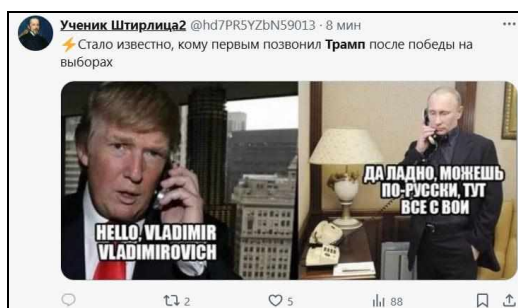 Ученик Штирлица2 @hd7PR5YZbN59013 · 8 мин
⚡Стало известно, кому первым позвонил Трамп после победы на
выборах
HELLO, VLADIMIR
VLADIMIROVICH
ДА ЛАДНО, МОЖЕШЬ
ПО-РУССКИ, ТУТ
ВСЕ СВОИ
2
5
88